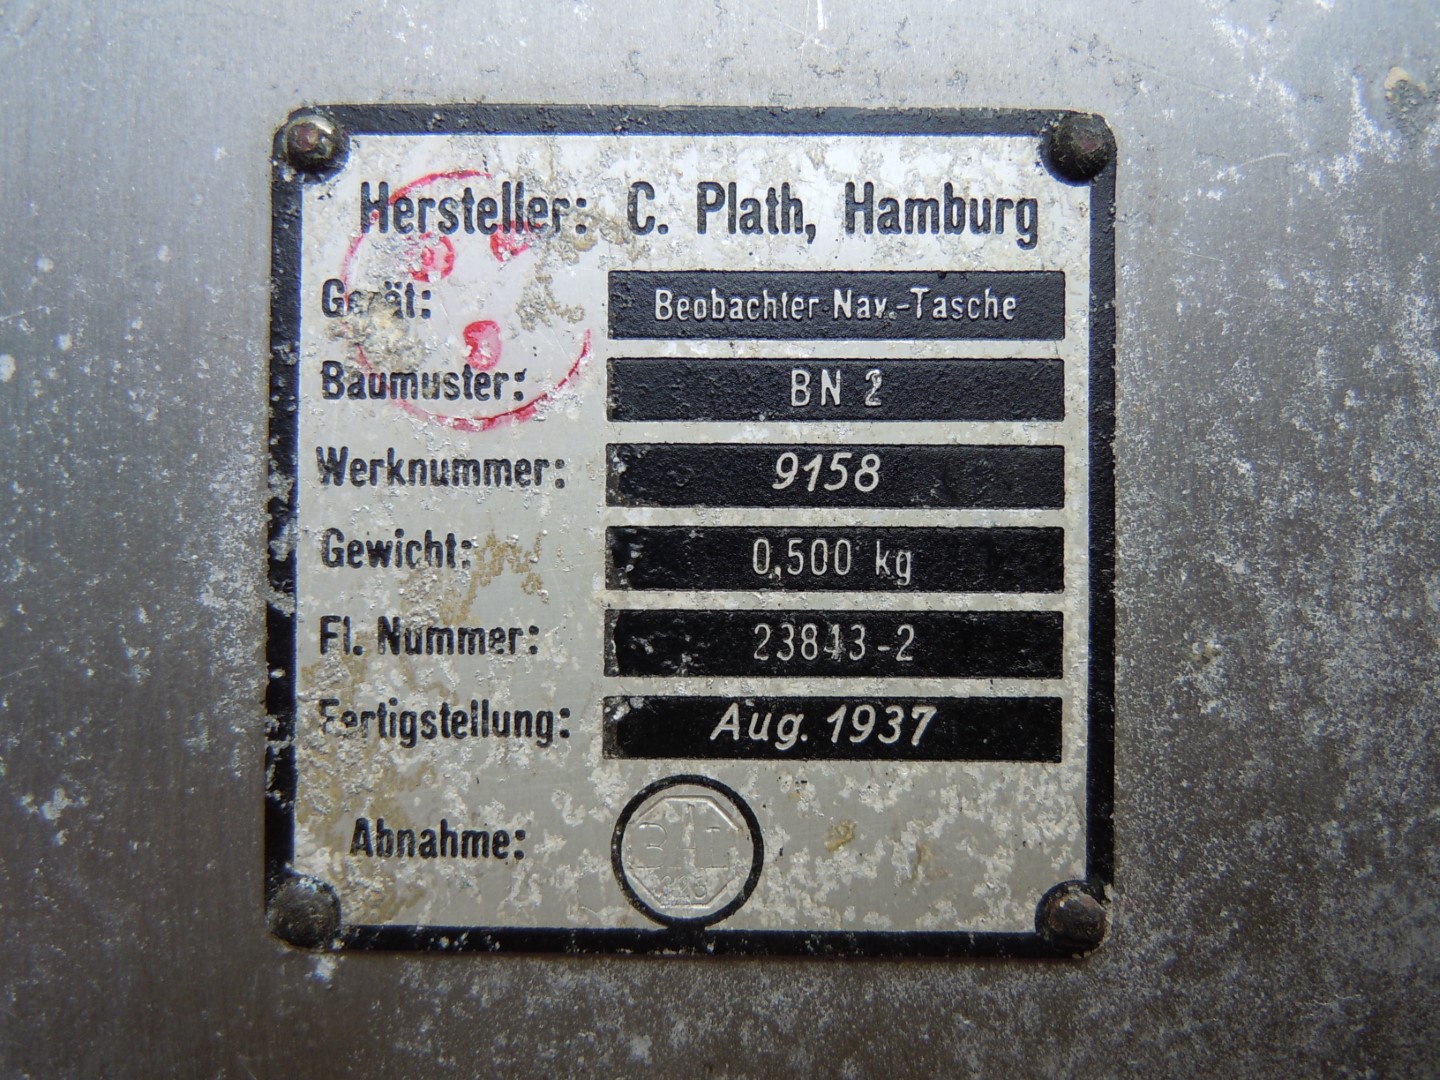 Hersteller: C. Plath, Hamburg
Gerät: Beobachter Nav.-Tasche
Baumuster: BN 2
Werknummer: 9158
Gewicht: 0,500 kg
Fl. Nummer: 23843-2
Fertigstellung: Aug. 1937
Abnahme: BAL